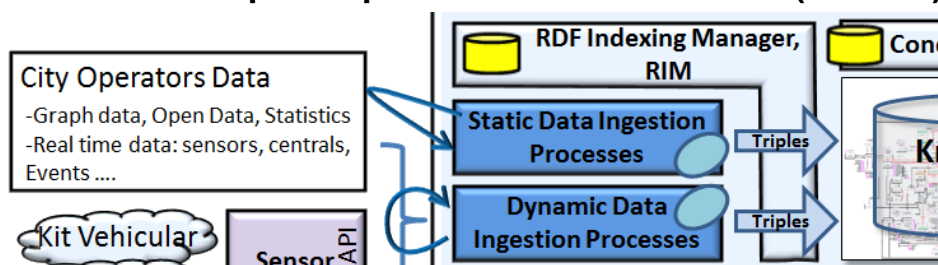 RDF Indexing Manager,
RIM
City Operators Data
-Graph data, Open Data, Statistics
-Real time data: sensors, centrals,
Events ....
Static Data Ingestion
Processes
Triples
Dynamic Data
Ingestion Processes
Triples
Kit Vehicular
Sensor
API